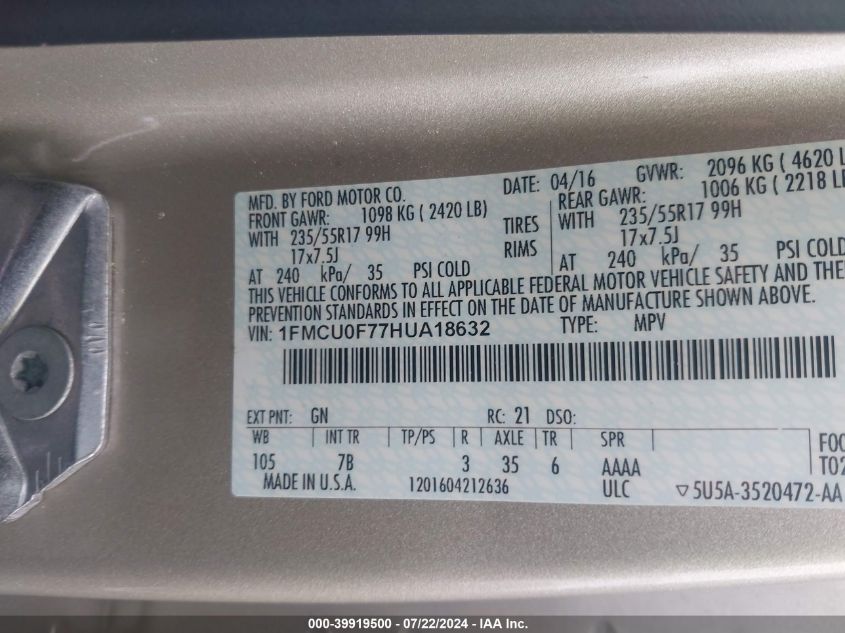 MFD. BY FORD MOTOR CO. DATE: 04/16 GVWR: 2096 KG ( 4620 L
FRONT GAWR: 1098 KG ( 2420 LB) REAR GAWR: 1006 KG ( 2218 LB
WITH 235/55R17 99H TIRES WITH 235/55R17 99H
17x7.5J RIMS 17x7.5J
AT 240 kPa/ 35 PSI COLD AT 240 kPa/ 35 PSI COLD
THIS VEHICLE CONFORMS TO ALL APPLICABLE FEDERAL MOTOR VEHICLE SAFETY AND THE
PREVENTION STANDARDS IN EFFECT ON THE DATE OF MANUFACTURE SHOWN ABOVE.
VIN: 1FMCU0F77HUA18632 TYPE: MPV
EXT PNT: GN RC: 21 DSO:
WB INT TR TP/PS R AXLE TR SPR
105 7B 3 35 6 AAAA
MADE IN U.S.A. 1201604212636 ULC 5U5A-3520472-AA
000-39919500 - 07/22/2024 - IAA Inc.